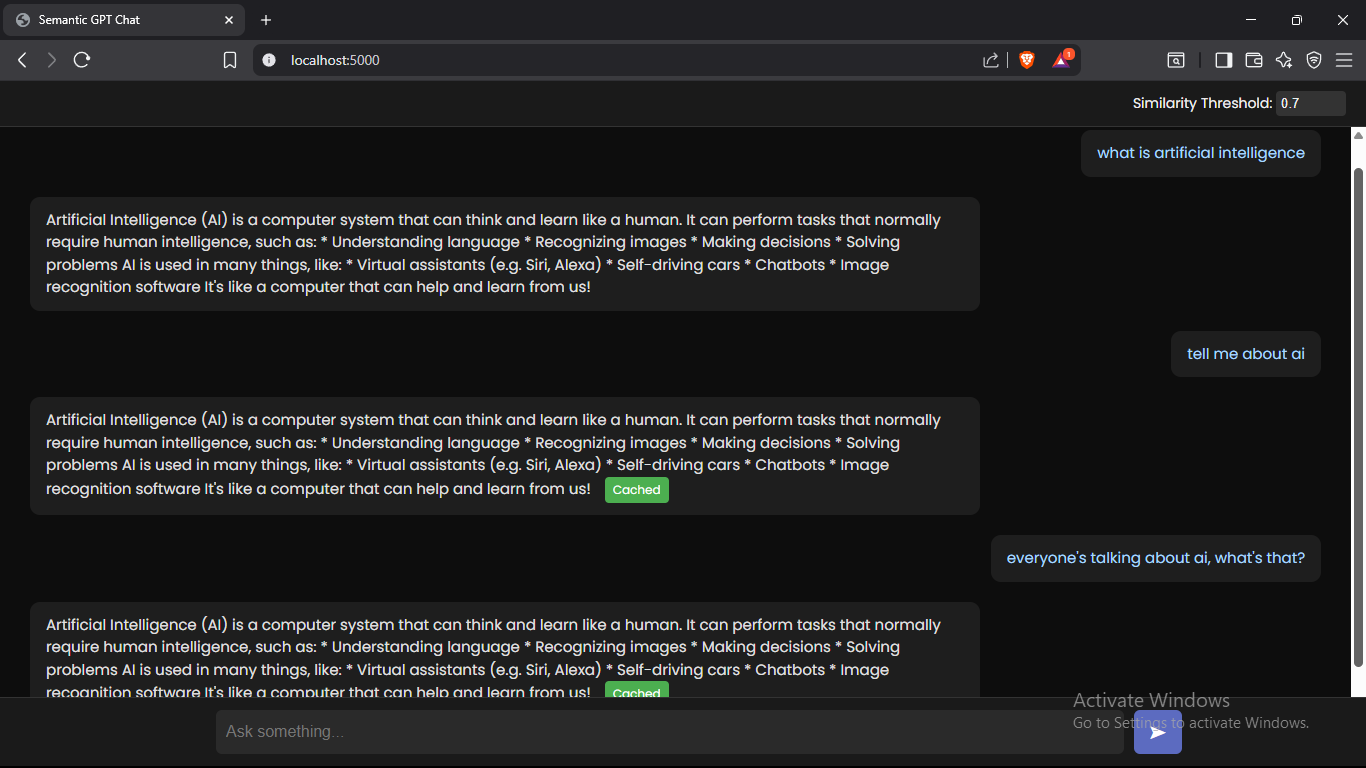 Semantic GPT Chat
localhost:5000
1
Similarity Threshold: 0.7
what is artificial intelligence
Artificial Intelligence (AI) is a computer system that can think and learn like a human. It can perform tasks that normally
require human intelligence, such as: * Understanding language * Recognizing images * Making decisions * Solving
problems AI is used in many things, like: * Virtual assistants (e.g. Siri, Alexa) * Self-driving cars * Chatbots * Image
recognition software It's like a computer that can help and learn from us!
tell me about ai
Artificial Intelligence (AI) is a computer system that can think and learn like a human. It can perform tasks that normally
require human intelligence, such as: * Understanding language * Recognizing images * Making decisions * Solving
problems AI is used in many things, like: * Virtual assistants (e.g. Siri, Alexa) * Self-driving cars * Chatbots * Image
recognition software It's like a computer that can help and learn from us! Cached
everyone's talking about ai, what's that?
Artificial Intelligence (AI) is a computer system that can think and learn like a human. It can perform tasks that normally
require human intelligence, such as: * Understanding language * Recognizing images * Making decisions * Solving
problems AI is used in many things, like: * Virtual assistants (e.g. Siri, Alexa) * Self-driving cars * Chatbots * Image
recognition software It's like a computer that can help and learn from us! Cached
Ask something...
Activate Windows
Go to Settings to activate Windows.